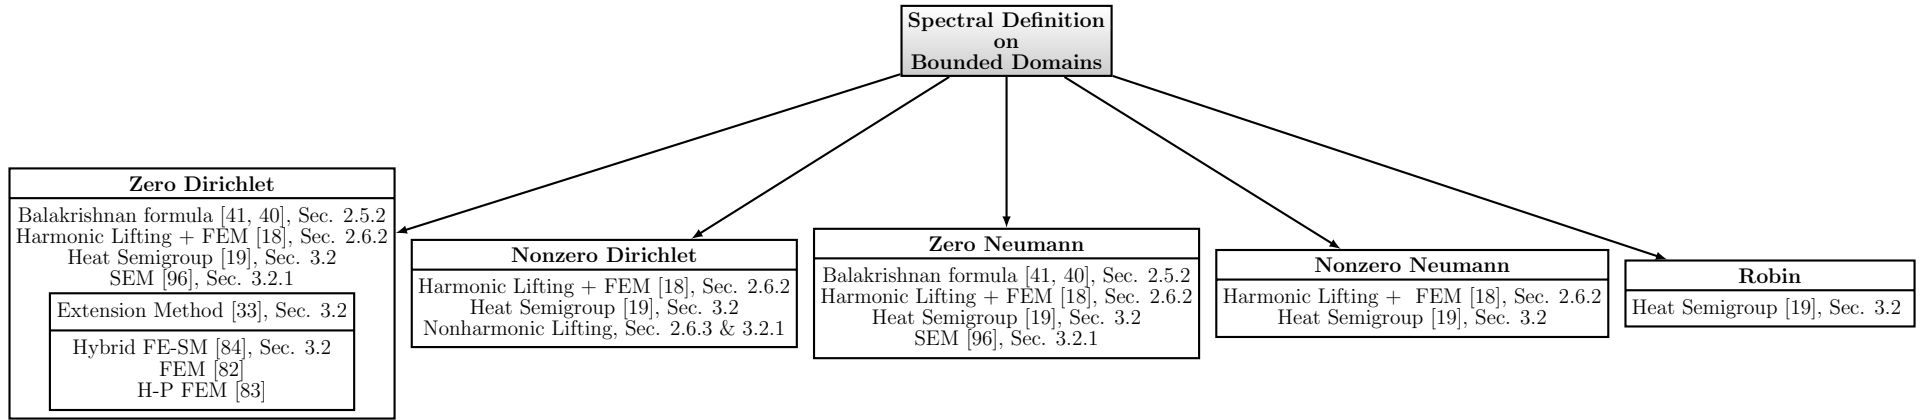 Spectral Definition
on
Bounded Domains
Zero Dirichlet
Balakrishnan formula [41, 40], Sec. 2.5.2
Harmonic Lifting + FEM [18], Sec. 2.6.2
Heat Semigroup [19], Sec. 3.2
SEM [96], Sec. 3.2.1
Extension Method [33], Sec. 3.2
Hybrid FE-SM [84], Sec. 3.2
FEM [82]
H-P FEM [83]
Nonzero Dirichlet
Harmonic Lifting + FEM [18], Sec. 2.6.2
Heat Semigroup [19], Sec. 3.2
Nonharmonic Lifting, Sec. 2.6.3 & 3.2.1
Zero Neumann
Balakrishnan formula [41, 40], Sec. 2.5.2
Harmonic Lifting + FEM [18], Sec. 2.6.2
Heat Semigroup [19], Sec. 3.2
SEM [96], Sec. 3.2.1
Nonzero Neumann
Harmonic Lifting + FEM [18], Sec. 2.6.2
Heat Semigroup [19], Sec. 3.2
Robin
Heat Semigroup [19], Sec. 3.2